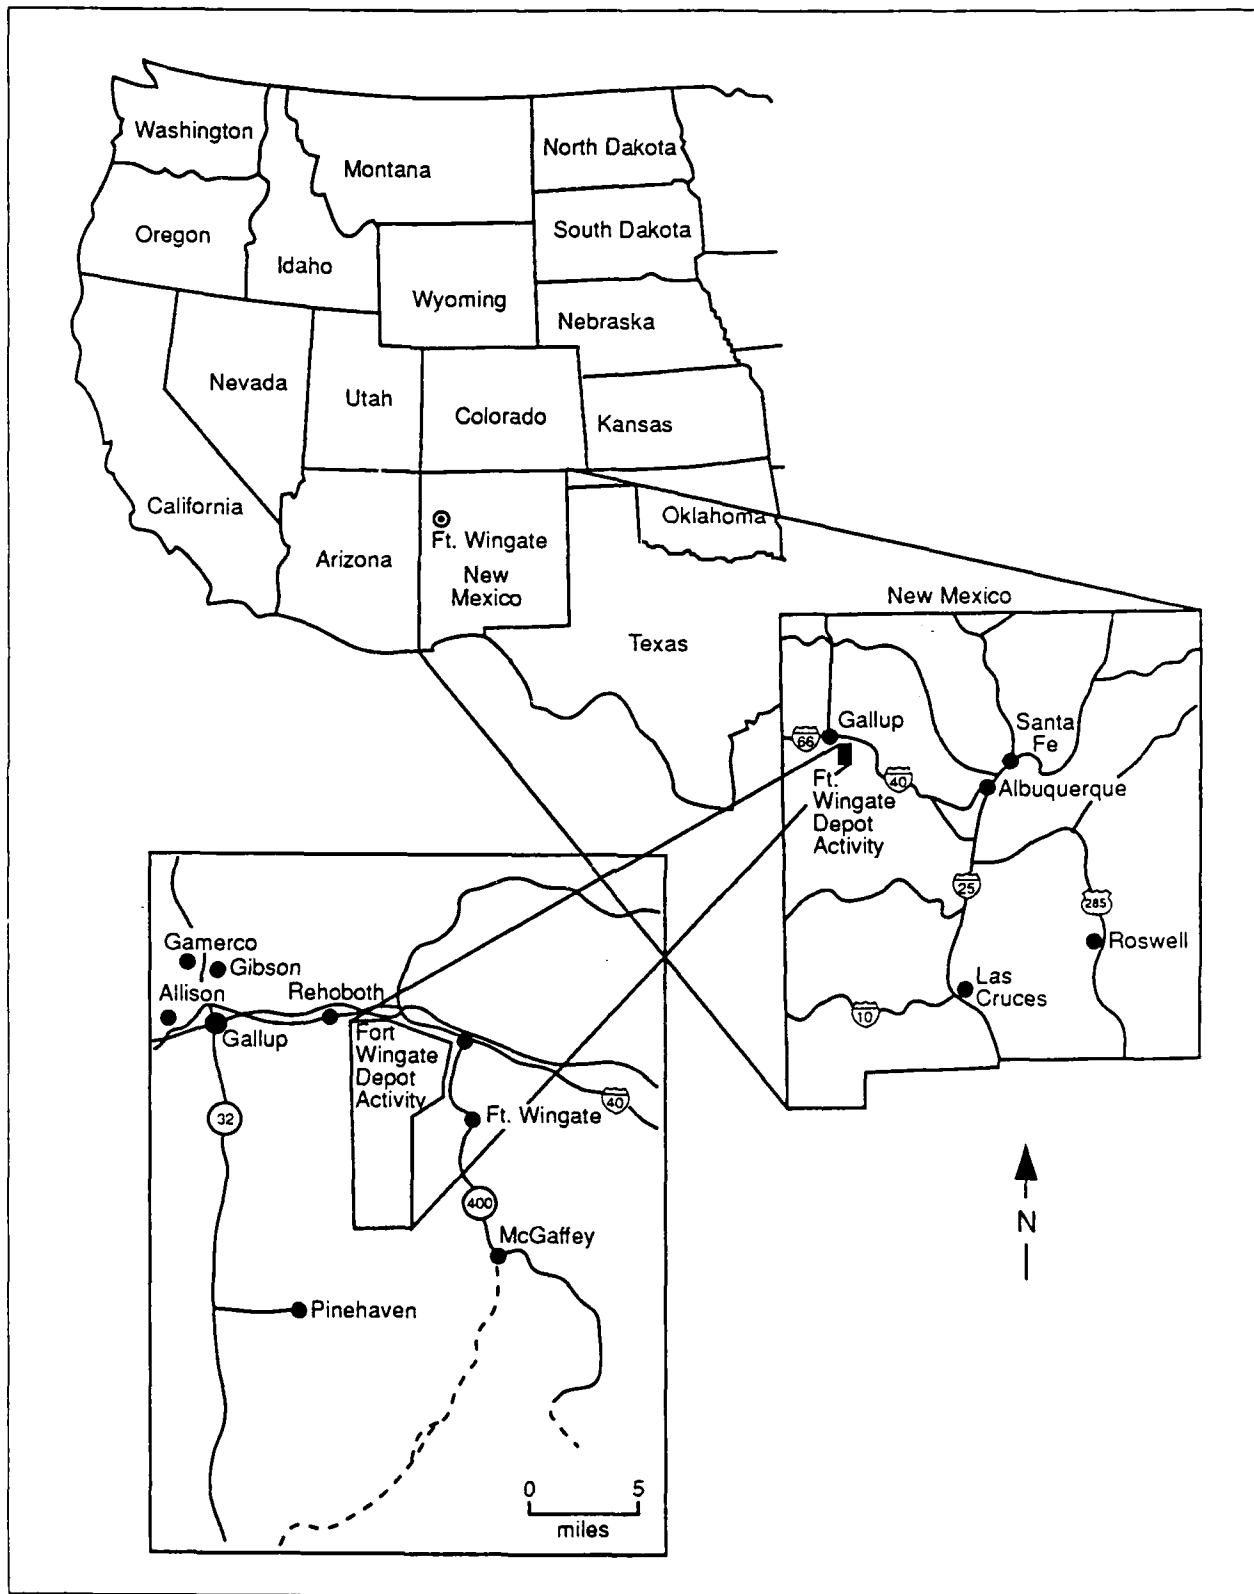 Washington
Montana
North Dakota
Oregon
Idaho
South Dakota
Wyoming
Nebraska
Nevada
Utah
Colorado
Kansas
California
Arizona
Ft. Wingate
New
Mexico
Oklahoma
Texas
New Mexico
66
Gallup
Santa
Fe
40
Albuquerque
Ft.
Wingate
Depot
Activity
25
285
Roswell
Las
Cruces
10
Gamerco
Gibson
Allison
Rehoboth
Gallup
Fort
Wingate
Depot
Activity
40
32
Ft. Wingate
400
McGaffey
Pinehaven
N
0 5
miles